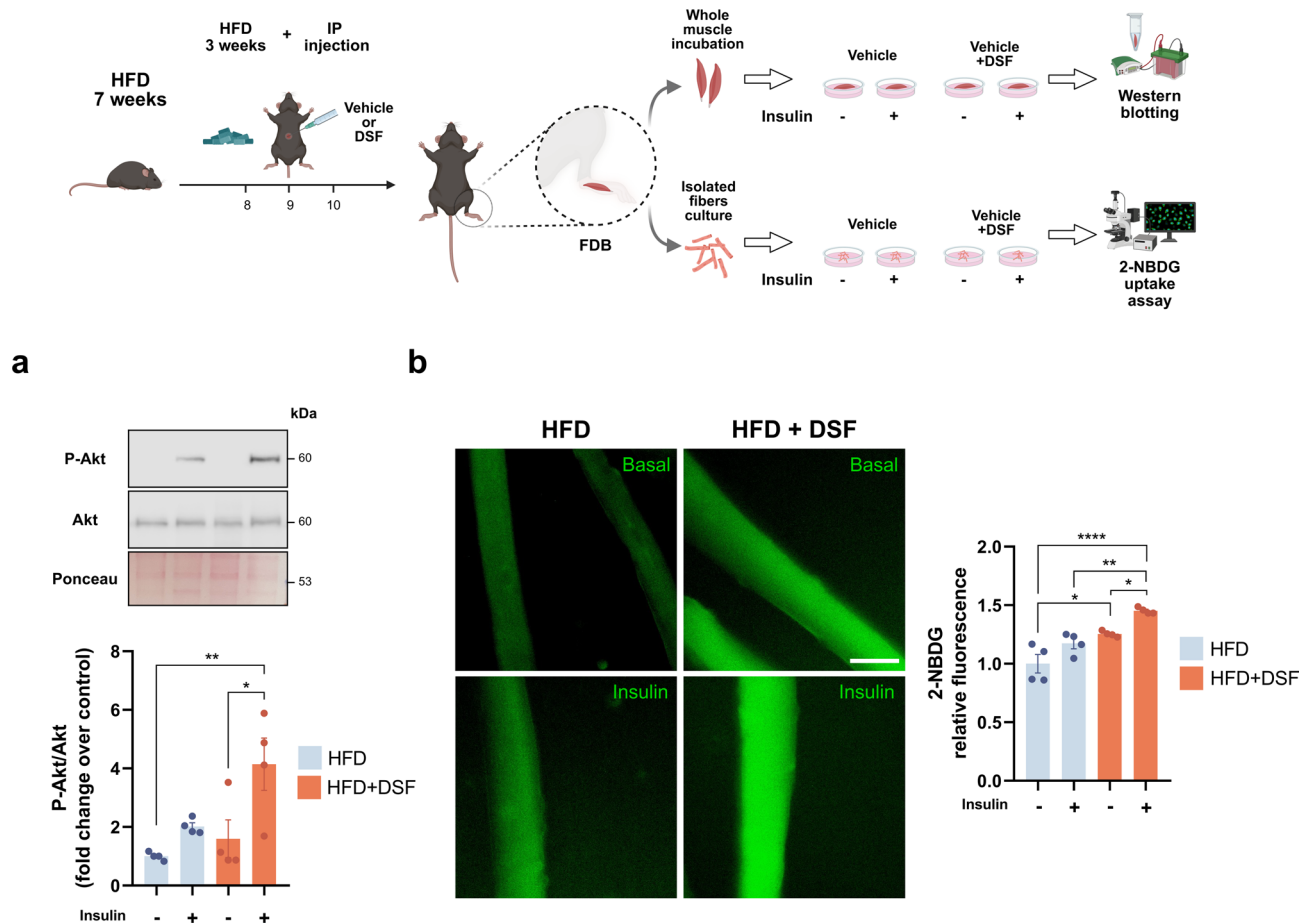 HFD
3 weeks
+
IP
injection
HFD
7 weeks
Vehicle
or
DSF
8 9 10
FDB
Whole
muscle
incubation
Vehicle
Vehicle
+DSF
Insulin - + - +
Western
blotting
Isolated
fibers
culture
Vehicle
Vehicle
+DSF
Insulin - + - +
2-NBDG
uptake
assay
a
kDa
P-Akt
60
Akt
60
Ponceau
53
P-Akt/Akt
(fold change over control)
8
6
4
2
0
**
*
HFD
HFD+DSF
Insulin - + - +
b
HFD
HFD + DSF
Basal
Basal
Insulin
Insulin
2-NBDG
relative fluorescence
2.0
1.5
1.0
0.5
0.0
****
**
*
*
HFD
HFD+DSF
Insulin - + - +